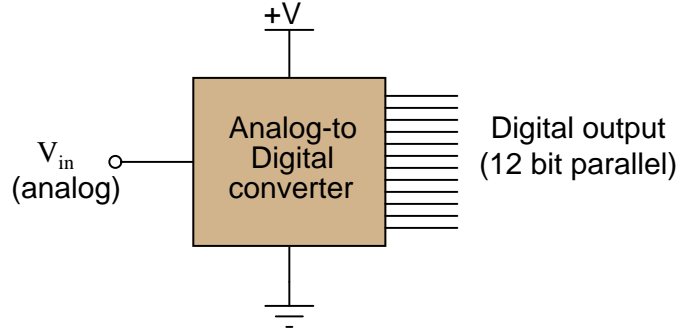 +V
Analog-to
Digital
converter
V_in
(analog)
Digital output
(12 bit parallel)